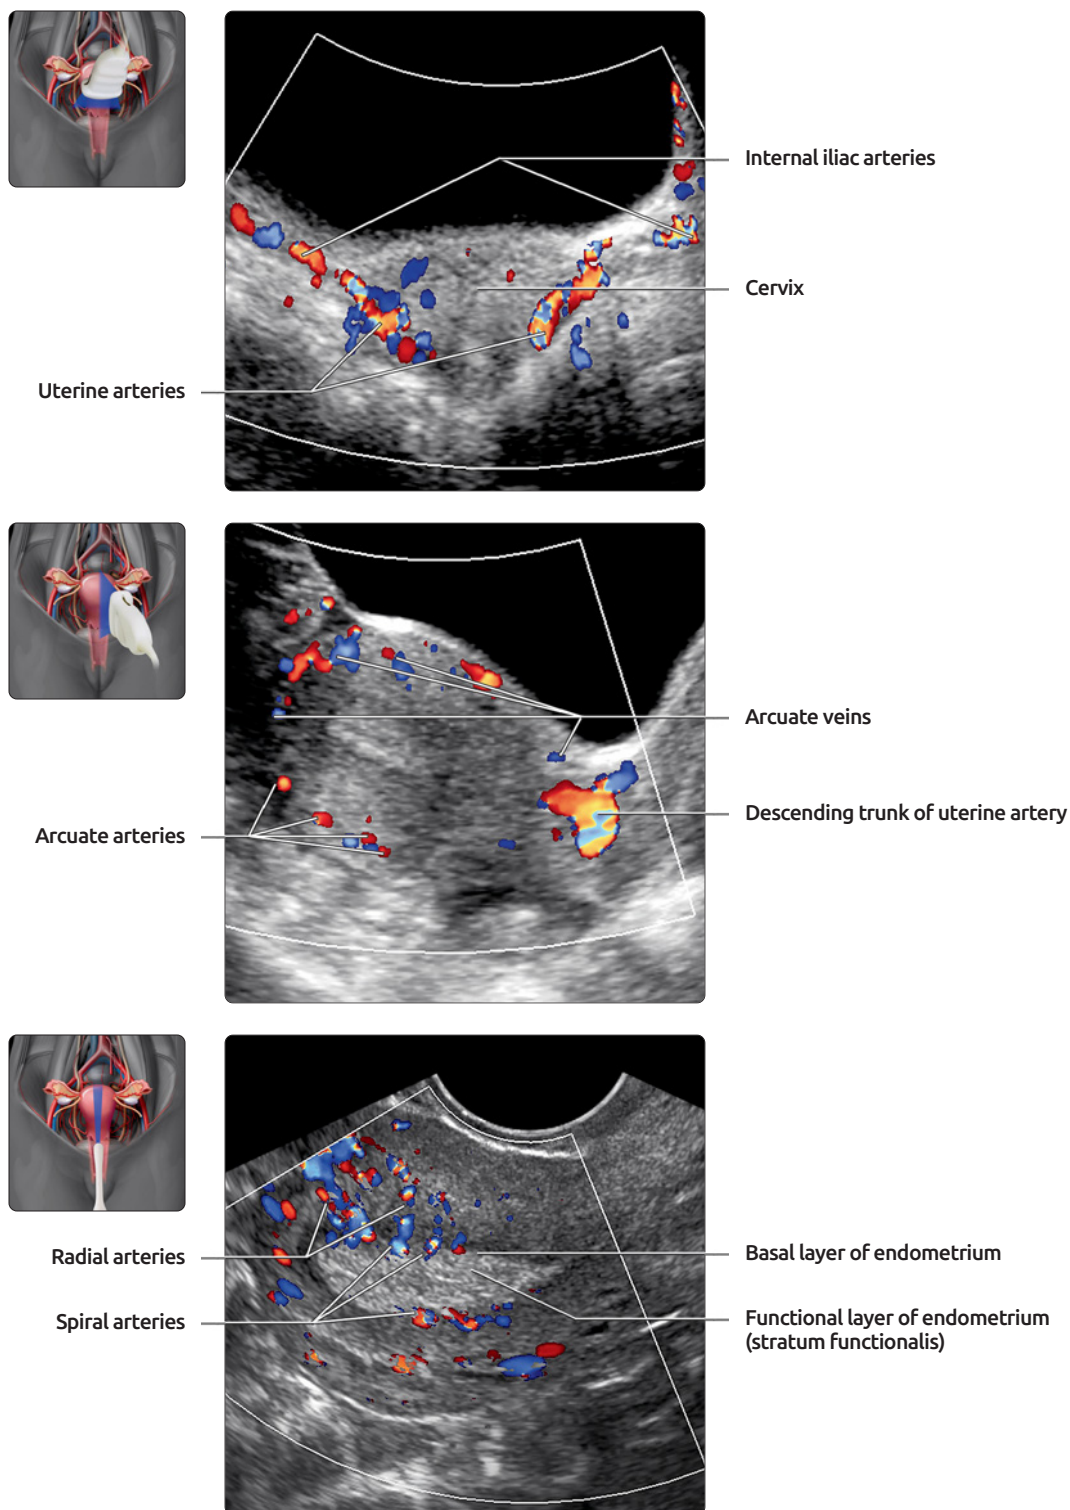 Internal iliac arteries
Cervix
Uterine arteries
Arcuate veins
Descending trunk of uterine artery
Arcuate arteries
Radial arteries
Basal layer of endometrium
Spiral arteries
Functional layer of endometrium
(stratum functionalis)